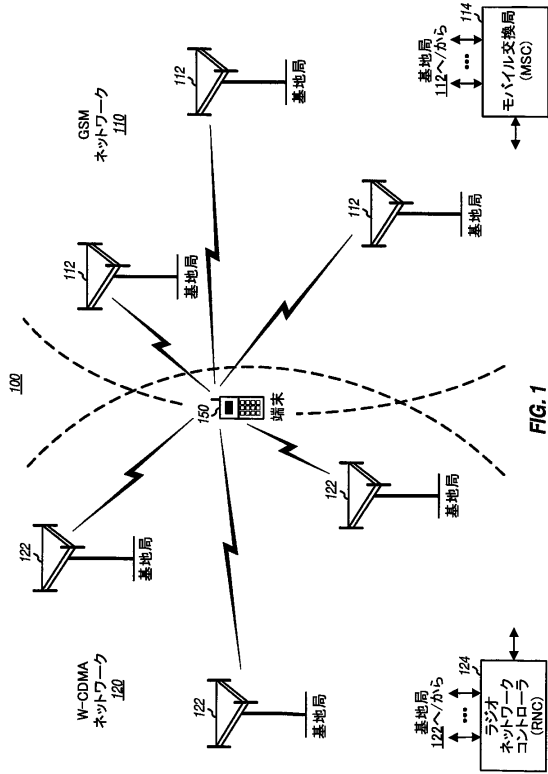 100
W-CDMA
ネットワーク
120
GSM
ネットワーク
110
122
基地局
112
基地局
112
基地局
150
端末
122
基地局
122
基地局
112
基地局
基地局
122へ/から
•••
124
ラジオ
ネットワーク
コントローラ
(RNC)
基地局
112へ/から
•••
114
モバイル交換局
(MSC)
FIG. 1